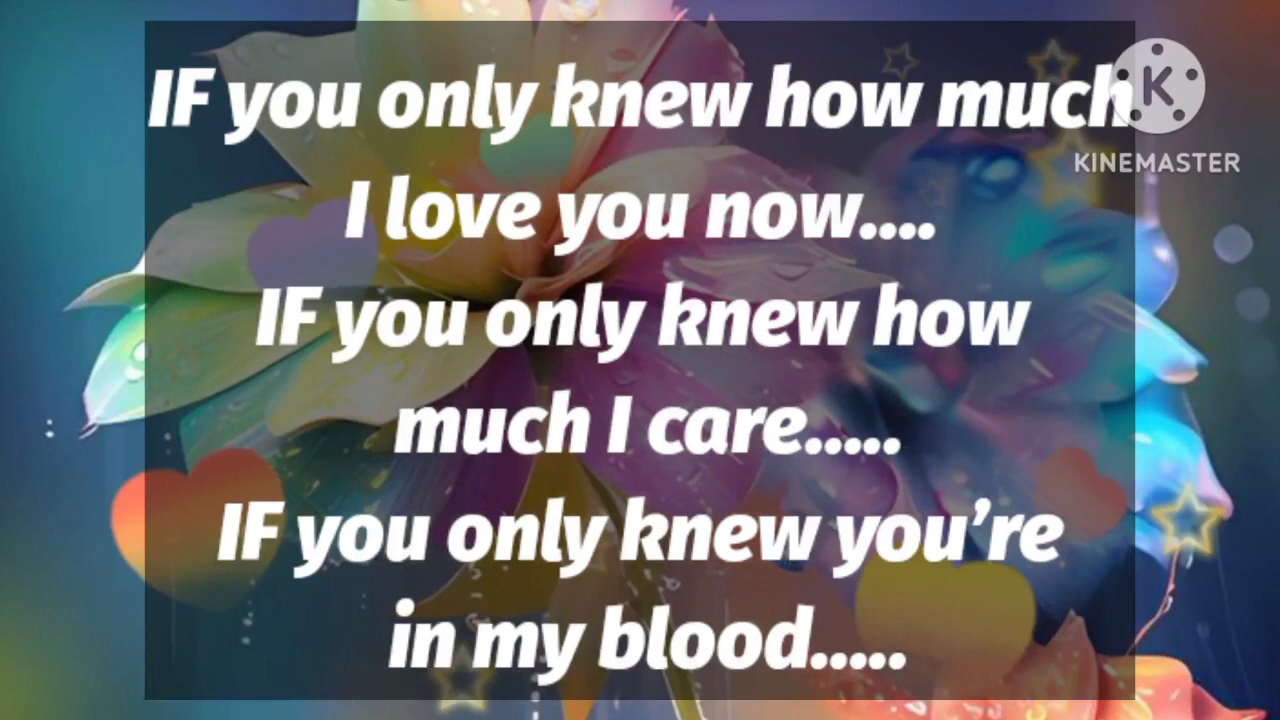 IF you only knew how much
I love you now....
IF you only knew how
much I care.....
IF you only knew you’re
in my blood.....
K
KINEMASTER